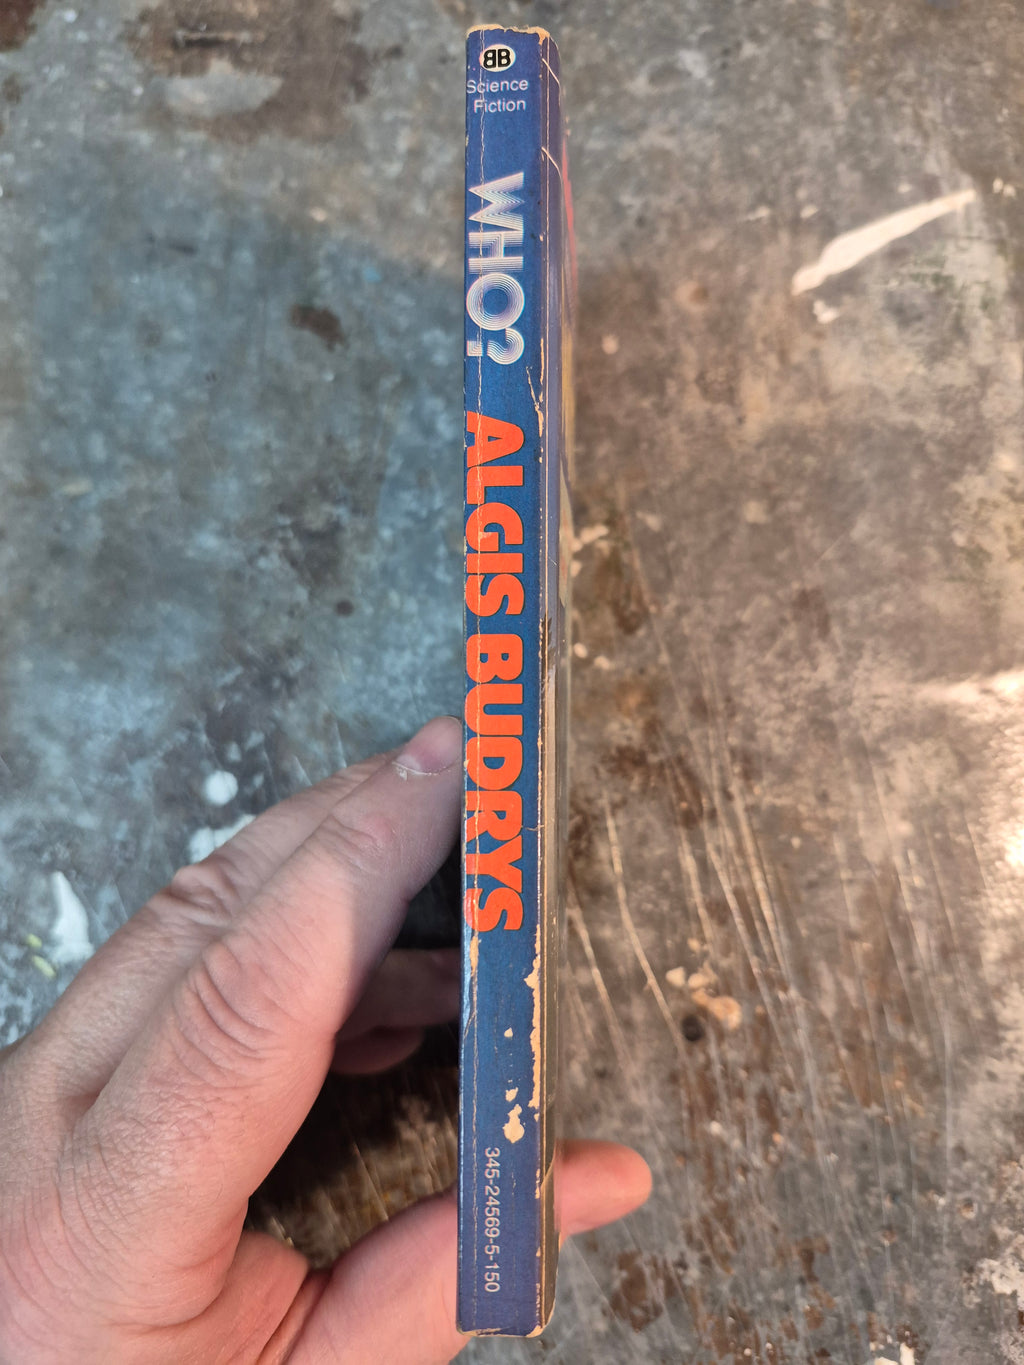 BB
Science
Fiction
WHO?
ALGIS BUDRYS
345-24569-5-150